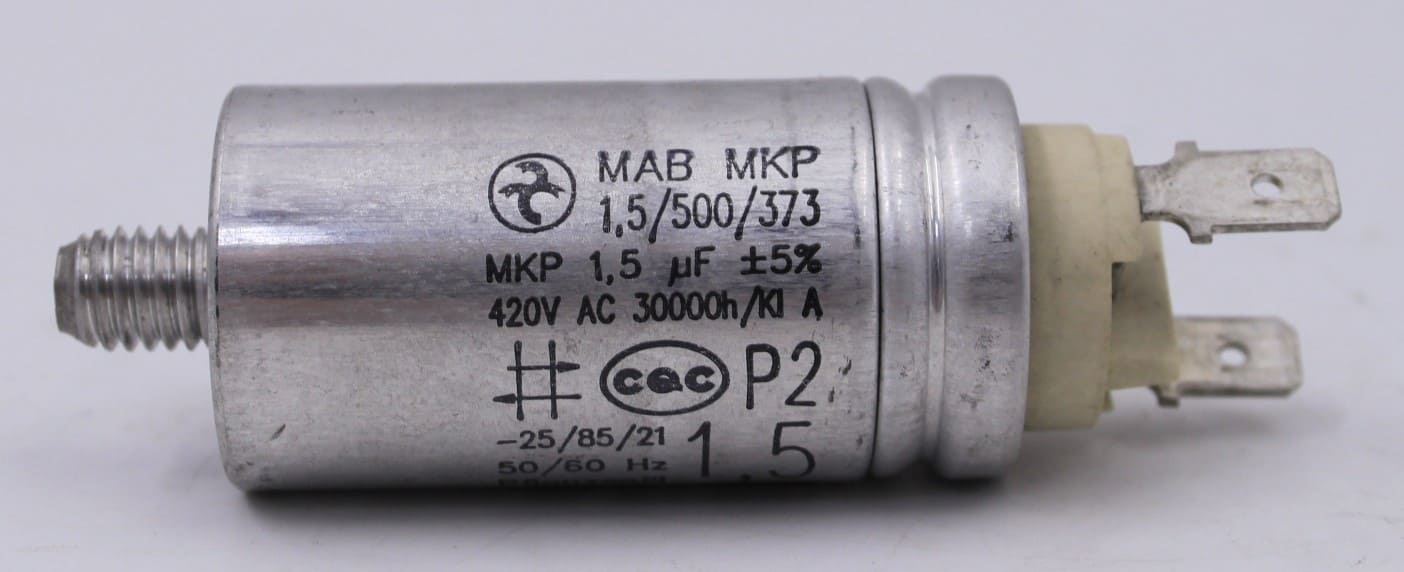 MAB MKP
1,5/500/373
MKP 1,5 µF ±5%
420V AC 30000h/Kl A
cqc P2
-25/85/21 1,5
50/60 Hz